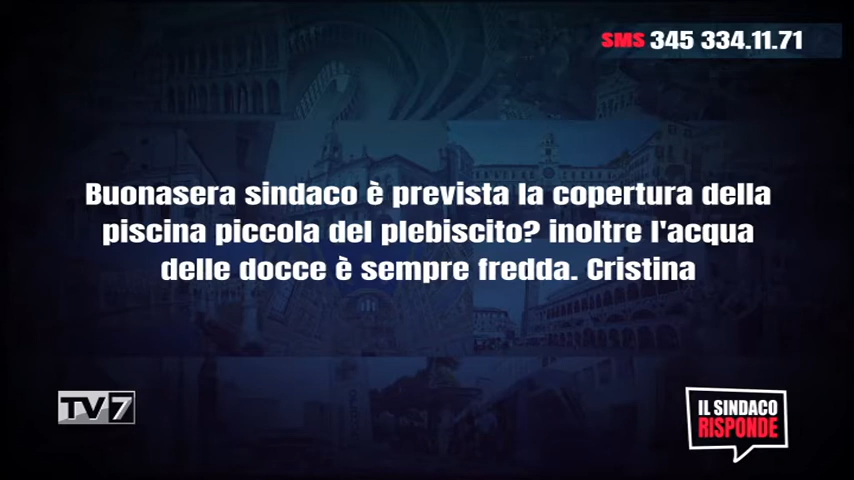 SMS 345 334.11.71
Buonasera sindaco è prevista la copertura della
piscina piccola del plebiscito? inoltre l'acqua
delle docce è sempre fredda. Cristina
TV7
IL SINDACO
RISPONDE